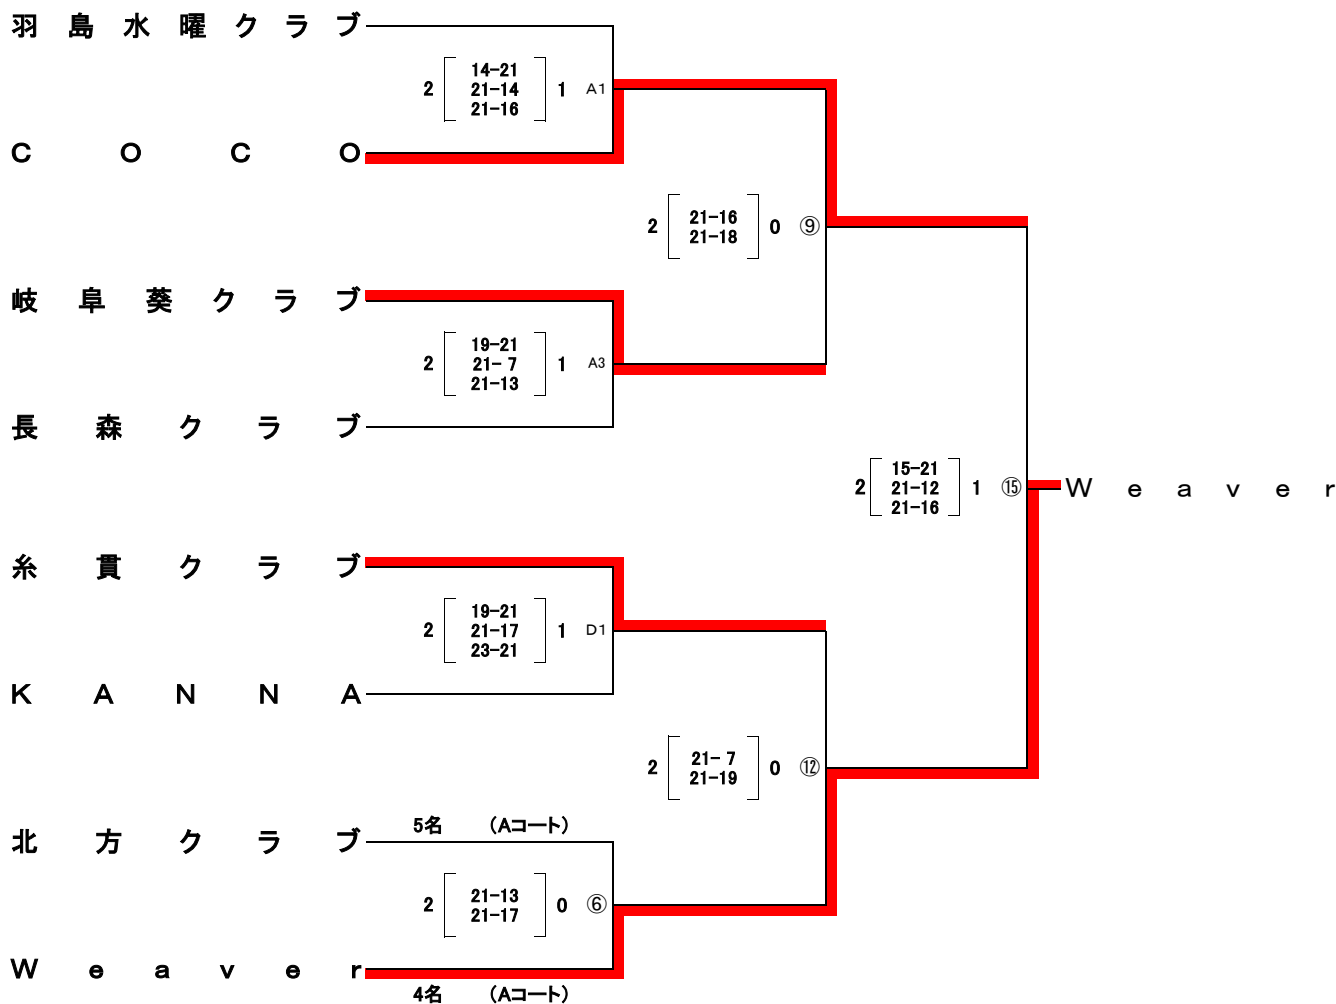 羽島水曜クラブ
14-21
2 21-14 1 A1
21-16
COCO
21-16
2 0 ⑨
21-18
岐阜葵クラブ
19-21
2 21- 7 1 A3
21-13
長森クラブ
15-21
2 21-12 1 ⑮ Weaver
21-16
糸貫クラブ
19-21
2 21-17 1 D1
23-21
KANNA
21- 7
2 0 ⑫
21-19
5名 (Aコート)
北方クラブ
21-13
2 0 ⑥
21-17
Weaver
4名 (Aコート)